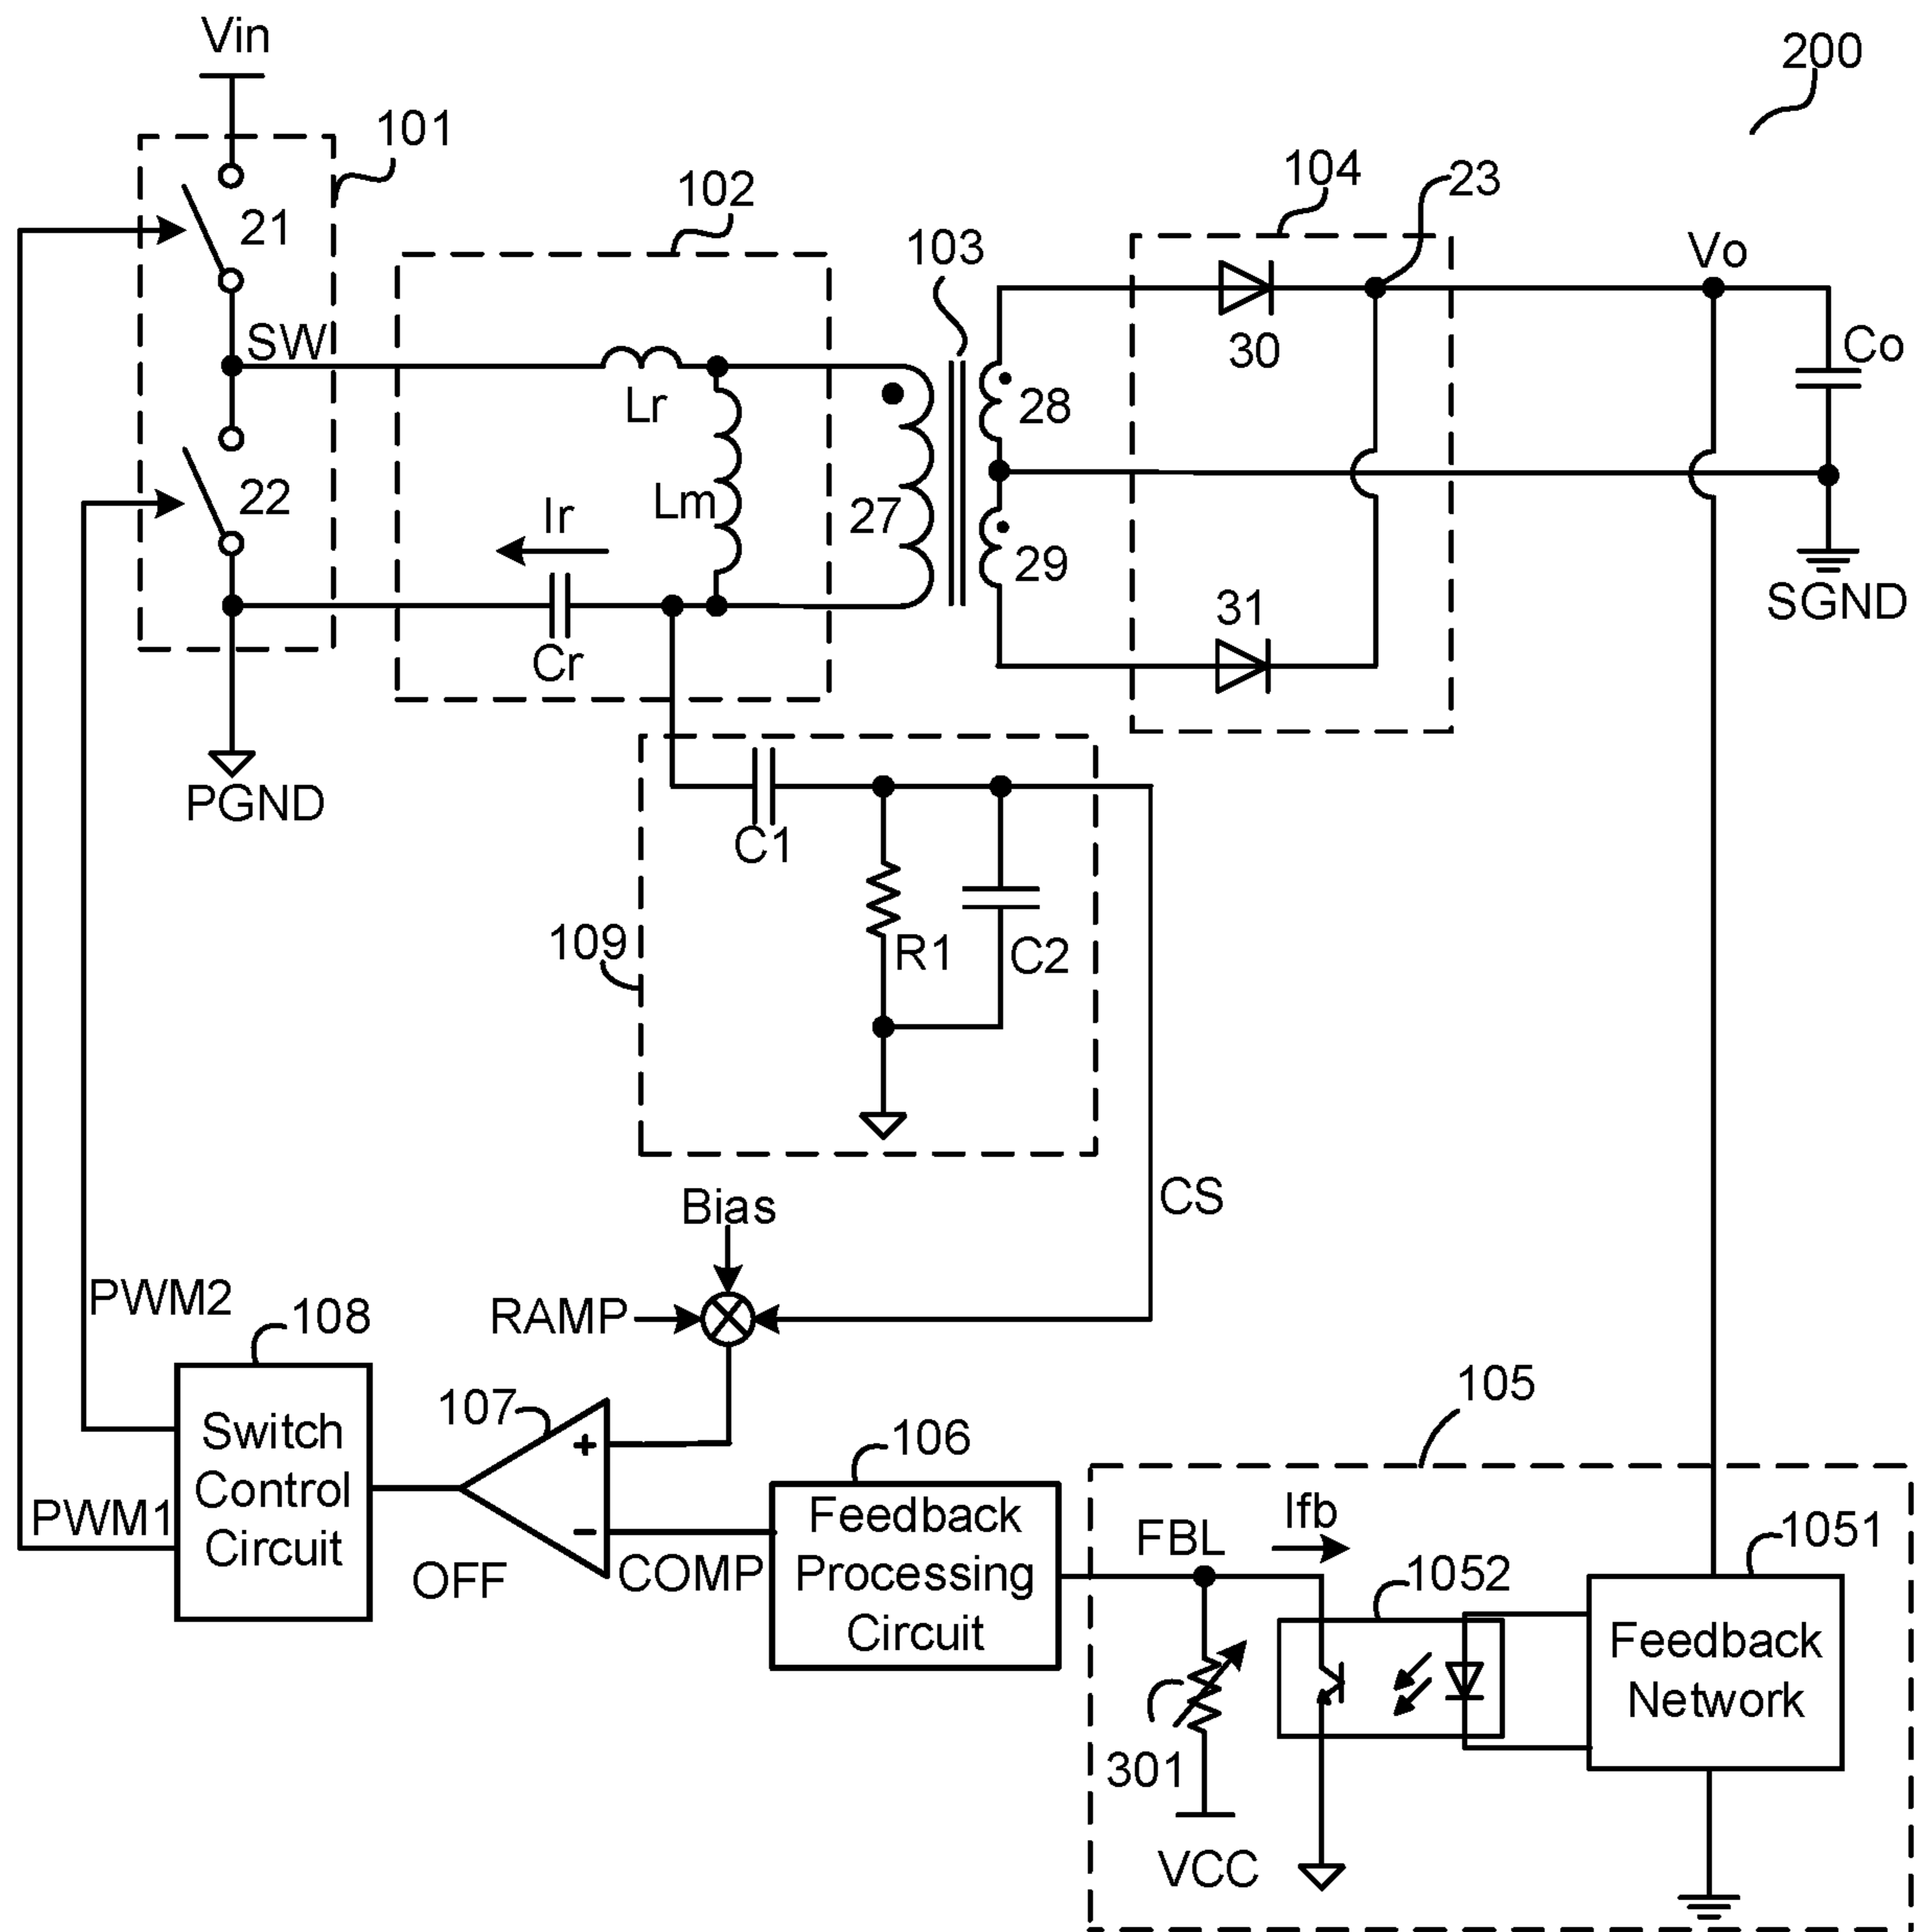 Vin
200
101
102
104
23
21
103
Vo
SW
30
Co
Lr
28
22
Ir
Lm
27
29
SGND
31
Cr
PGND
C1
109
R1
C2
Bias
CS
PWM2
RAMP
108
107
106
105
Switch
Control
Circuit
+
-
PWM1
OFF
COMP
Feedback
Processing
Circuit
FBL
Ifb
1051
1052
Feedback
Network
301
VCC